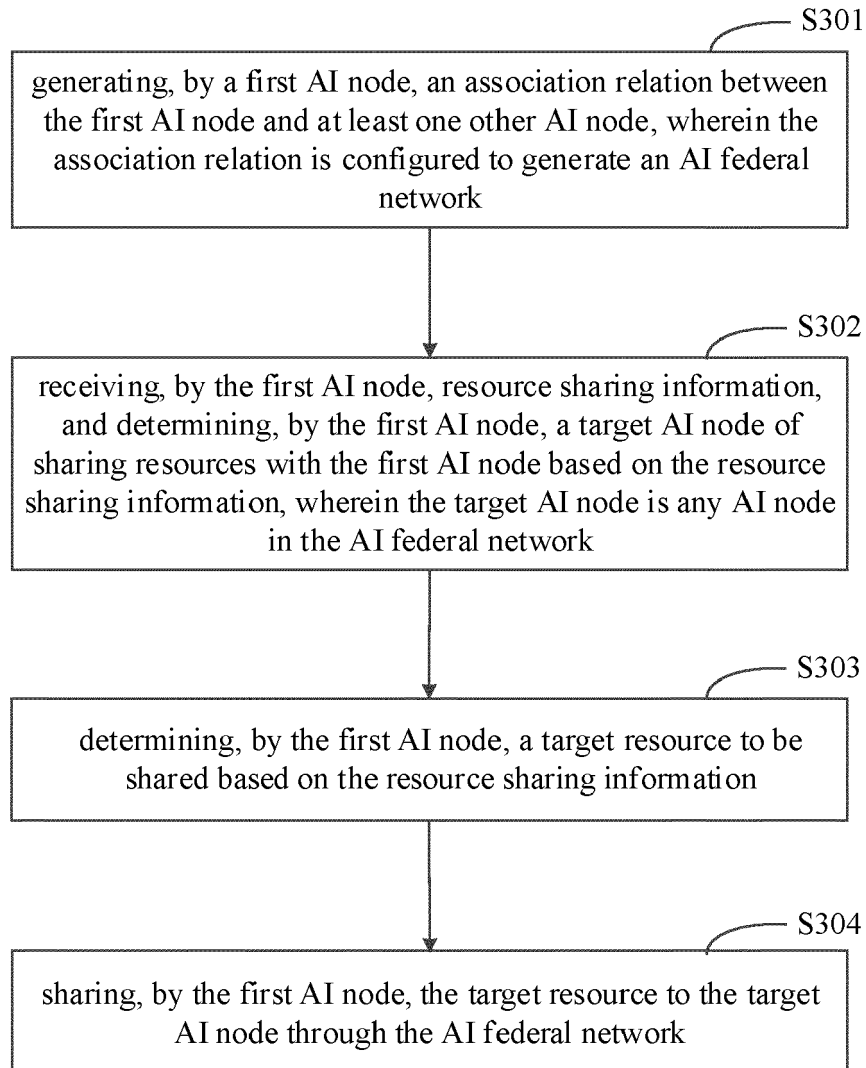 S301
generating, by a first AI node, an association relation between
the first AI node and at least one other AI node, wherein the
association relation is configured to generate an AI federal
network
S302
receiving, by the first AI node, resource sharing information,
and determining, by the first AI node, a target AI node of
sharing resources with the first AI node based on the resource
sharing information, wherein the target AI node is any AI node
in the AI federal network
S303
determining, by the first AI node, a target resource to be
shared based on the resource sharing information
S304
sharing, by the first AI node, the target resource to the target
AI node through the AI federal network